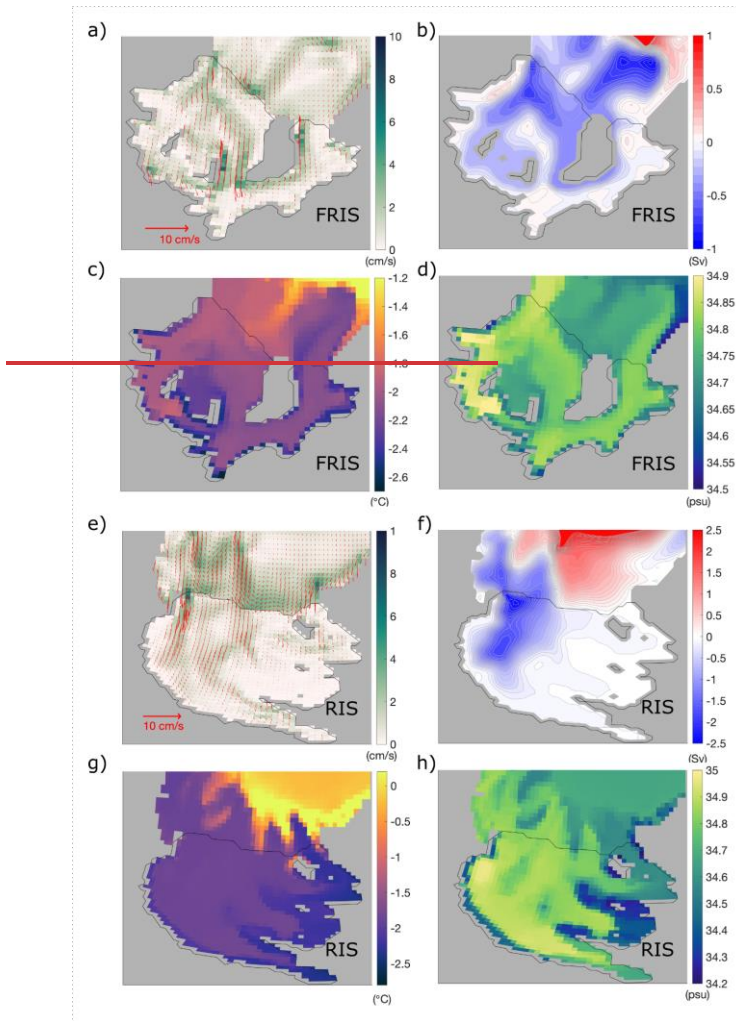 a)
10
8
6
4
2
0
(cm/s)
10 cm/s
FRIS
b)
1
0.5
0
-0.5
-1
(Sv)
FRIS
c)
-1.2
-1.4
-1.6
-1.8
-2
-2.2
-2.4
-2.6
(°C)
FRIS
d)
34.9
34.85
34.8
34.75
34.7
34.65
34.6
34.55
34.5
(psu)
FRIS
e)
1
8
6
4
2
0
(cm/s)
10 cm/s
RIS
f)
2.5
2
1.5
1
0.5
0
-0.5
-1
-1.5
-2
-2.5
(Sv)
RIS
g)
0
-0.5
-1
-1.5
-2
-2.5
(°C)
RIS
h)
35
34.9
34.8
34.7
34.6
34.5
34.4
34.3
34.2
(psu)
RIS